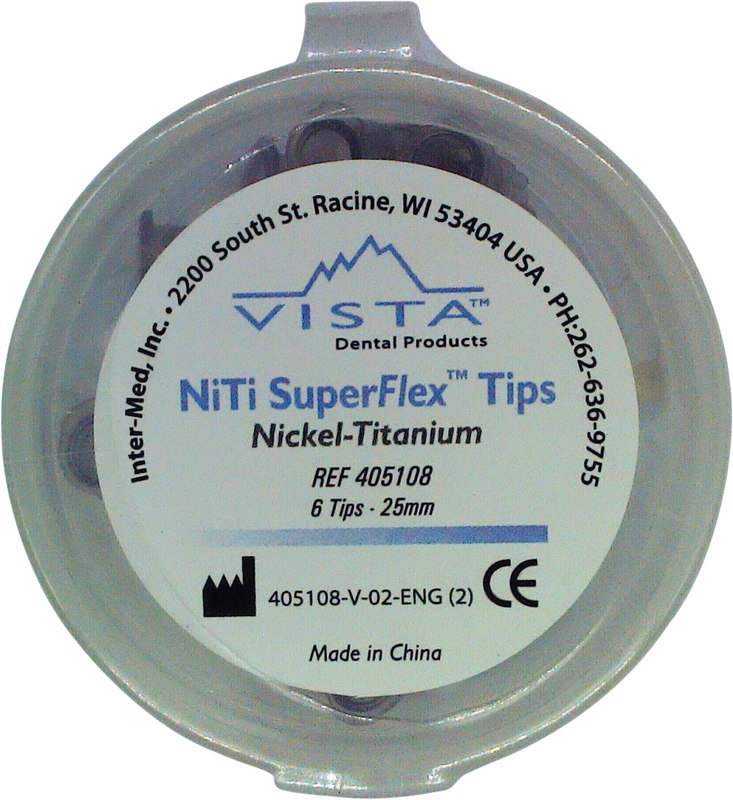 Inter-Med, Inc. • 2200 South St. Racine, WI 53404 USA • PH:262-636-9755
VISTA™
Dental Products
NiTi SuperFlex™ Tips
Nickel-Titanium
REF 405108
6 Tips - 25mm
405108-V-02-ENG (2) CE
Made in China